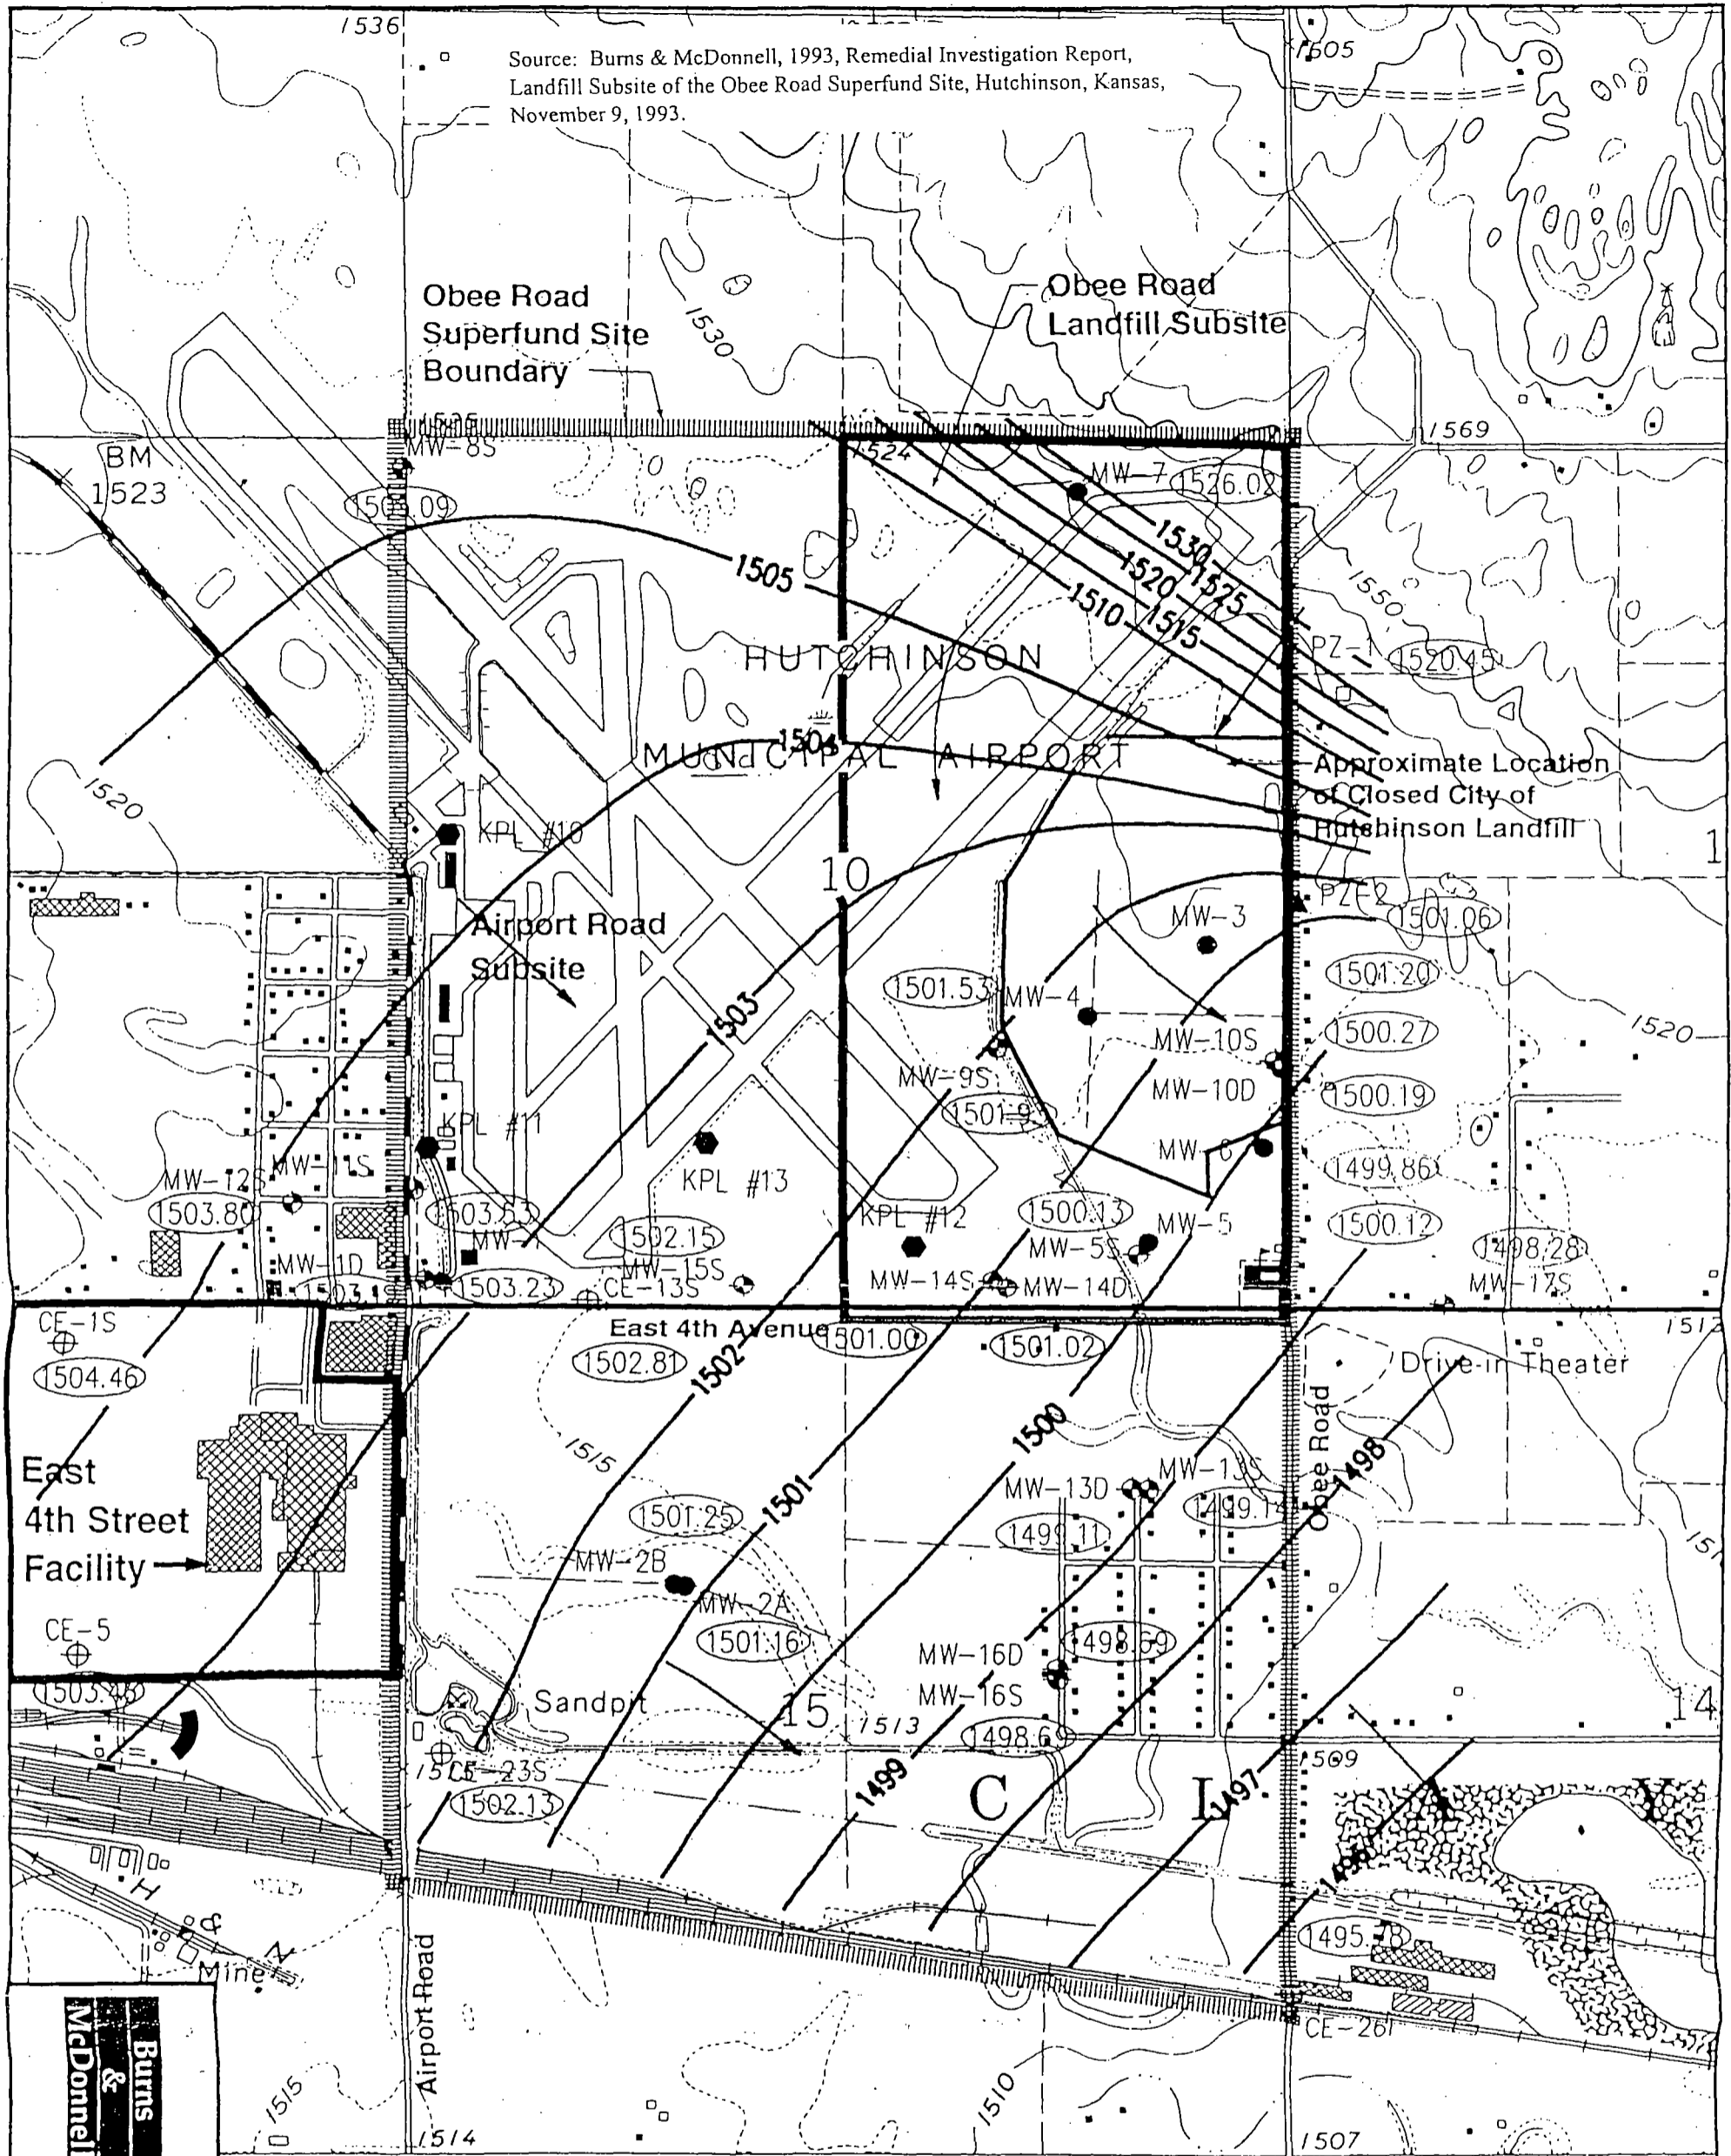 1536
Source: Burns & McDonnell, 1993, Remedial Investigation Report,
Landfill Subsite of the Obee Road Superfund Site, Hutchinson, Kansas,
November 9, 1993.
1605
Obee Road
Superfund Site
Boundary
1530
Obee Road
Landfill Subsite
1569
BM
1523
MW-8S
1524
MW-7
1526.02
1505
1530
1525
1520
1515
1510
1550
HUTCHINSON
MUNICIPAL AIRPORT
PZ-1
1520.45
1504
1520
Approximate Location
of Closed City of
Hutchinson Landfill
KPL #10
10
1
Airport Road
Subsite
MW-3
PZ-2
1501.06
1501.20
1501.53
MW-4
1503
MW-10S
1500.27
1520
MW-9S
MW-10D
1500.19
KPL #11
KPL #13
MW-6
1499.86
MW-12S
MW-11S
1503.80
1503.53
1502.15
KPL #12
1500.13
MW-5
1500.12
1498.28
MW-5S
MW-1D
MW-15S
1503.23
CE-13S
MW-14S
MW-14D
MW-17S
CE-1S
1504.46
East 4th Avenue
1501.00
1501.02
1502.81
1502
Drive-in Theater
1515
1500
Obee Road
1498
East
4th Street
Facility
1501
1501.25
MW-13D
MW-13S
1499.11
1499.14
MW-2B
MW-2A
1501.16
CE-5
1503.48
MW-16D
1498.69
MW-16S
Sandpit
15
1513
14
1499
CE-23S
1502.13
1509
C I
1497
Mine
Airport Road
CE-26
Burns
&
McDonnell
1515
1510
1514
1507